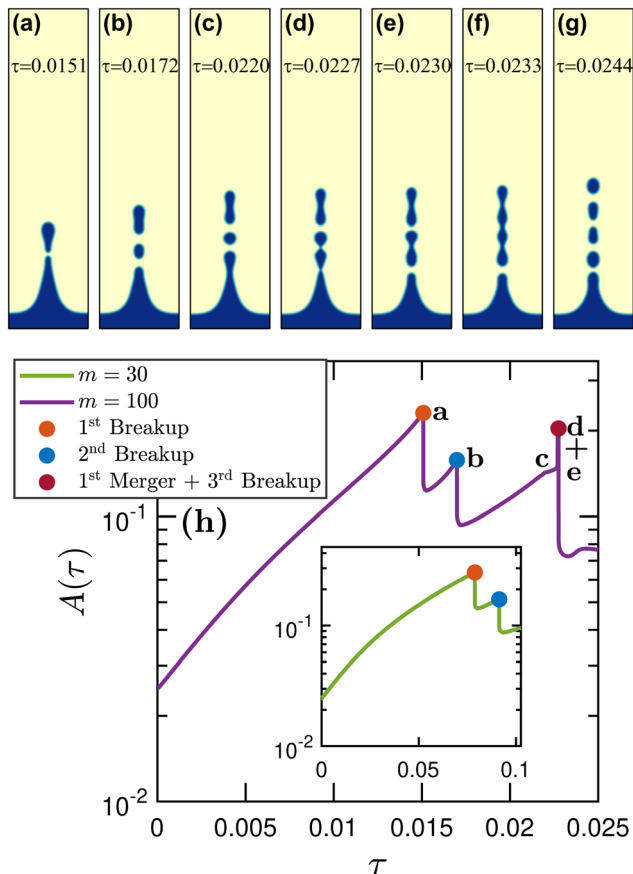 (a) (b) (c) (d) (e) (f) (g)
τ=0.0151 τ=0.0172 τ=0.0220 τ=0.0227 τ=0.0230 τ=0.0233 τ=0.0244
m = 30
m = 100
1st Breakup
2nd Breakup
1st Merger + 3rd Breakup
a
b
c
d
+
e
(h)
10^-1
10^-2
A(τ)
10^-1
10^-2
0 0.05 0.1
0 0.005 0.01 0.015 0.02 0.025
τ